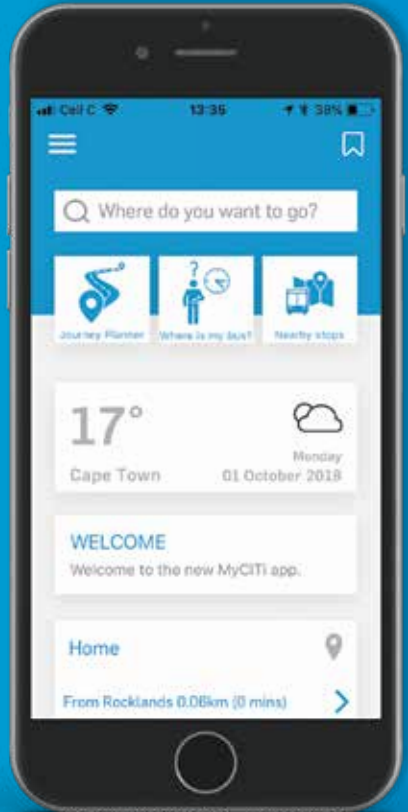 Cell C 13:35 38%
Where do you want to go?
Journey Planner Where is my bus? Nearby stops
17°
Monday
Cape Town 01 October 2018
WELCOME
Welcome to the new MyCiTi app.
Home
From Rocklands 0.06km (0 mins)